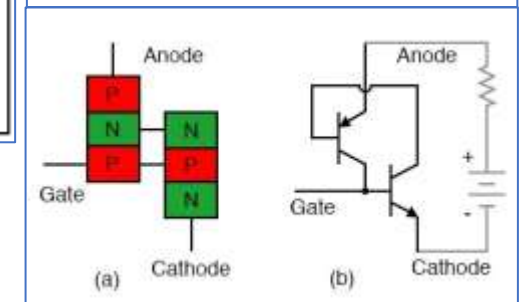 Anode
P
N N
P P
N
Gate
Cathode
(a)
Anode
+
-
Gate
Cathode
(b)